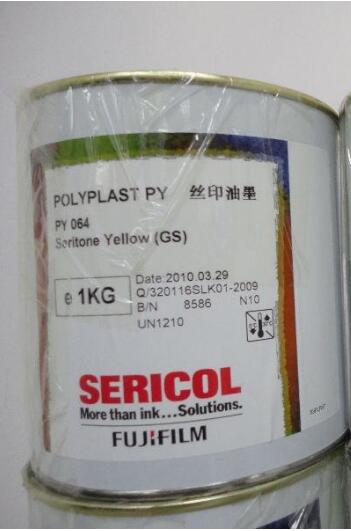 POLYPLAST PY 丝印油墨
PY 064
Seritone Yellow (GS)
e 1KG
Date:2010.03.29
Q/320116SLK01-2009
B/N 8586 N10
UN1210
SERICOL
More than ink...Solutions.
FUJIFILM